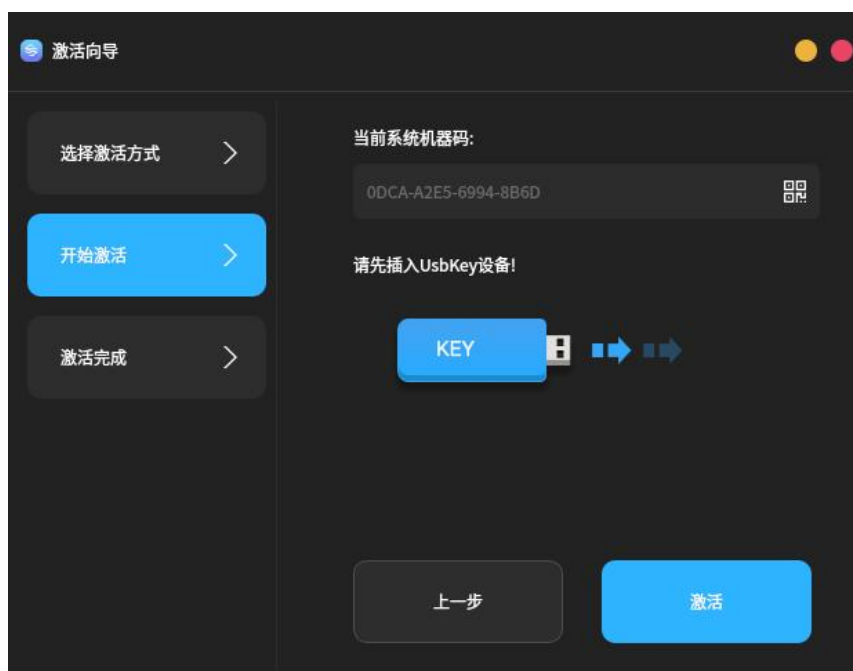 激活向导
选择激活方式
开始激活
激活完成
当前系统机器码:
0DCA-A2E5-6994-8B6D
请先插入UsbKey设备!
KEY
上一步
激活